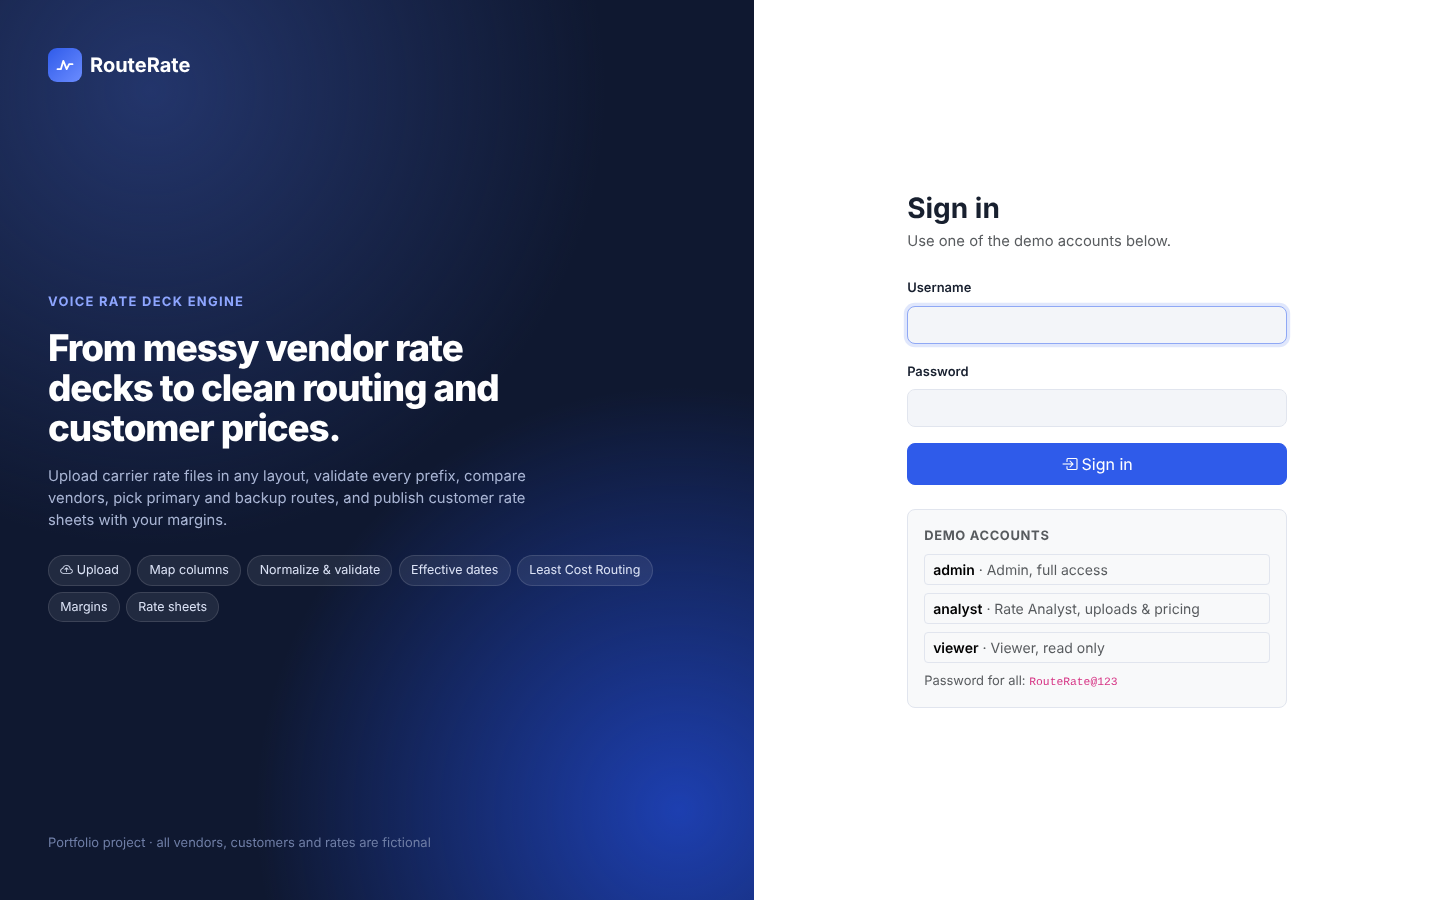 RouteRate
VOICE RATE DECK ENGINE
From messy vendor rate
decks to clean routing and
customer prices.
Upload carrier rate files in any layout, validate every prefix, compare
vendors, pick primary and backup routes, and publish customer rate
sheets with your margins.
Upload
Map columns
Normalize & validate
Effective dates
Least Cost Routing
Margins
Rate sheets
Portfolio project · all vendors, customers and rates are fictional
Sign in
Use one of the demo accounts below.
Username
Password
Sign in
DEMO ACCOUNTS
admin · Admin, full access
analyst · Rate Analyst, uploads & pricing
viewer · Viewer, read only
Password for all: RouteRate@123